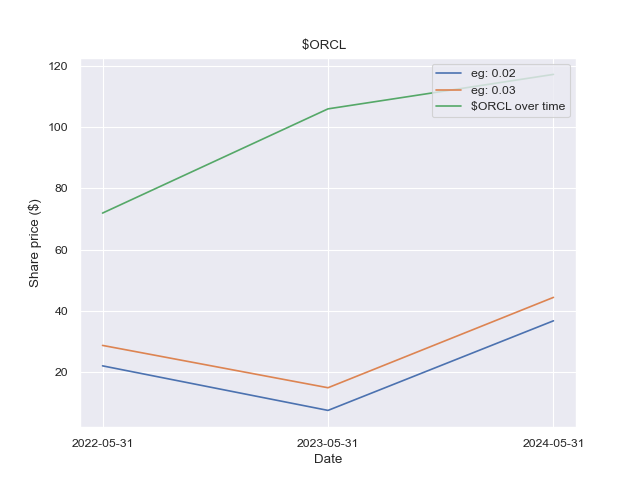 $ORCL
eg: 0.02
eg: 0.03
$ORCL over time
120
100
80
60
40
20
Share price ($)
2022-05-31
2023-05-31
2024-05-31
Date